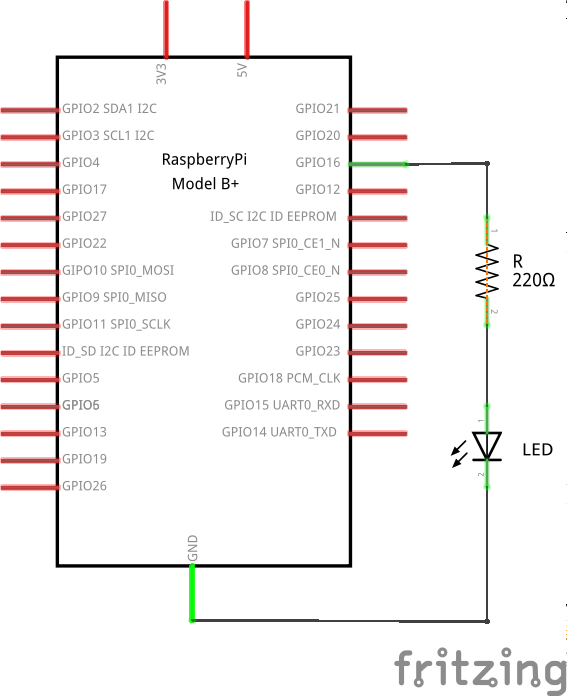 3V3
5V
GPIO2 SDA1 I2C
GPIO3 SCL1 I2C
GPIO4
GPIO17
GPIO27
GPIO22
GIPO10 SPI0_MOSI
GPIO9 SPI0_MISO
GPIO11 SPI0_SCLK
ID_SD I2C ID EEPROM
GPIO5
GPIO6
GPIO13
GPIO19
GPIO26
RaspberryPi
Model B+
GPIO21
GPIO20
GPIO16
GPIO12
ID_SC I2C ID EEPROM
GPIO7 SPI0_CE1_N
GPIO8 SPI0_CE0_N
GPIO25
GPIO24
GPIO23
GPIO18 PCM_CLK
GPIO15 UART0_RXD
GPIO14 UART0_TXD
GND
1
R
220Ω
2
1
LED
2
fritzing